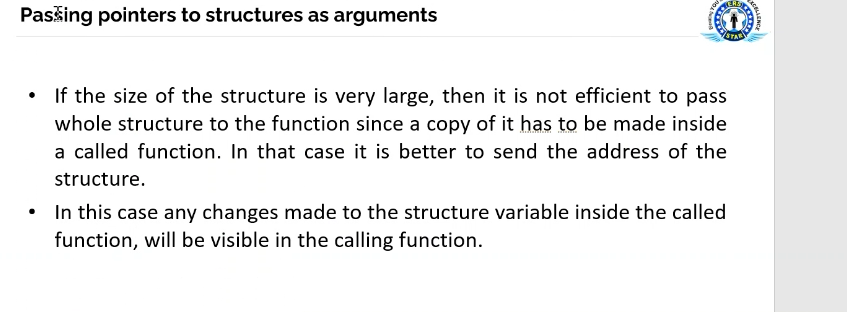 Passing pointers to structures as arguments
• If the size of the structure is very large, then it is not efficient to pass
whole structure to the function since a copy of it has to be made inside
a called function. In that case it is better to send the address of the
structure.
• In this case any changes made to the structure variable inside the called
function, will be visible in the calling function.
STAR